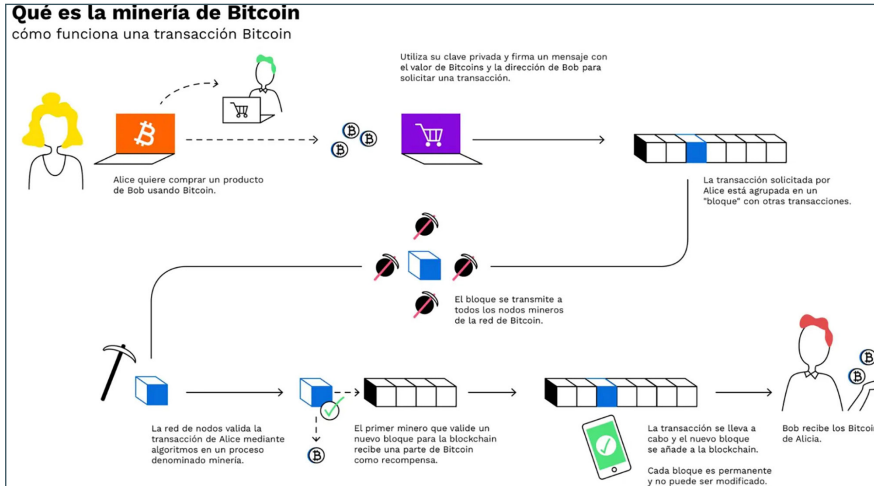 Qué es la minería de Bitcoin
cómo funciona una transacción Bitcoin
Utiliza su clave privada y firma un mensaje con
el valor de Bitcoins y la dirección de Bob para
solicitar una transacción.
Alice quiere comprar un producto
de Bob usando Bitcoin.
La transacción solicitada por
Alice está agrupada en un
"bloque" con otras transacciones.
El bloque se transmite a
todos los nodos mineros
de la red de Bitcoin.
La red de nodos valida la
transacción de Alice mediante
algoritmos en un proceso
denominado minería.
El primer minero que valide un
nuevo bloque para la blockchain
recibe una parte de Bitcoin
como recompensa.
La transacción se lleva a
cabo y el nuevo bloque
se añade a la blockchain.
Cada bloque es permanente
y no puede ser modificado.
Bob recibe los Bitcoin
de Alicia.